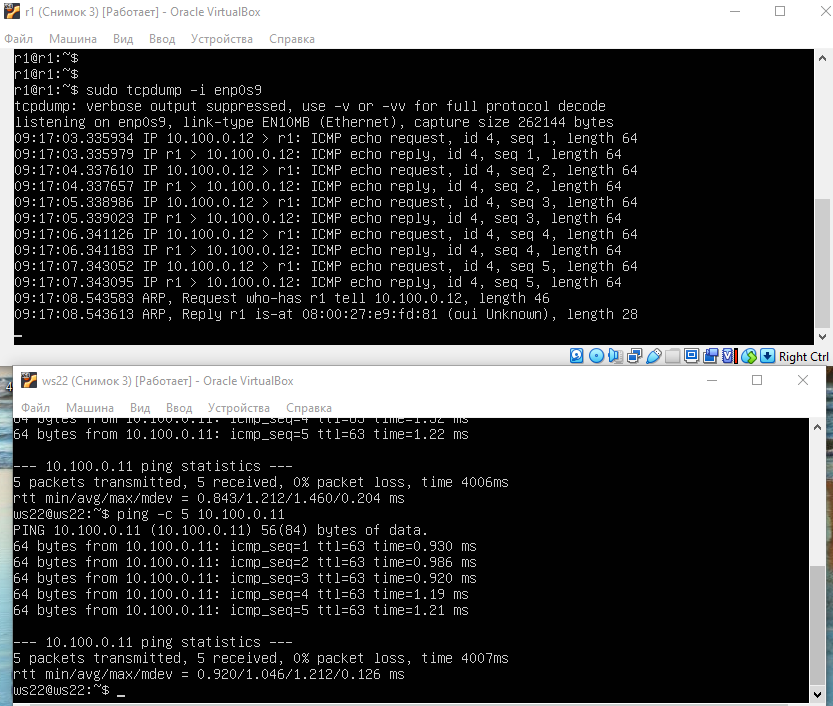 r1 (Снимок 3) [Работает] - Oracle VirtualBox
Файл Машина Вид Ввод Устройства Справка
r1@r1:~$
r1@r1:~$
r1@r1:~$ sudo tcpdump -i enp0s9
tcpdump: verbose output suppressed, use -v or -vv for full protocol decode
listening on enp0s9, link-type EN10MB (Ethernet), capture size 262144 bytes
09:17:03.335934 IP 10.100.0.12 > r1: ICMP echo request, id 4, seq 1, length 64
09:17:03.335979 IP r1 > 10.100.0.12: ICMP echo reply, id 4, seq 1, length 64
09:17:04.337610 IP 10.100.0.12 > r1: ICMP echo request, id 4, seq 2, length 64
09:17:04.337657 IP r1 > 10.100.0.12: ICMP echo reply, id 4, seq 2, length 64
09:17:05.338986 IP 10.100.0.12 > r1: ICMP echo request, id 4, seq 3, length 64
09:17:05.339023 IP r1 > 10.100.0.12: ICMP echo reply, id 4, seq 3, length 64
09:17:06.341126 IP 10.100.0.12 > r1: ICMP echo request, id 4, seq 4, length 64
09:17:06.341183 IP r1 > 10.100.0.12: ICMP echo reply, id 4, seq 4, length 64
09:17:07.343052 IP 10.100.0.12 > r1: ICMP echo request, id 4, seq 5, length 64
09:17:07.343095 IP r1 > 10.100.0.12: ICMP echo reply, id 4, seq 5, length 64
09:17:08.543583 ARP, Request who-has r1 tell 10.100.0.12, length 46
09:17:08.543613 ARP, Reply r1 is-at 08:00:27:e9:fd:81 (oui Unknown), length 28
Right Ctrl
ws22 (Снимок 3) [Работает] - Oracle VirtualBox
Файл Машина Вид Ввод Устройства Справка
64 bytes from 10.100.0.11: icmp_seq=4 ttl=63 time=1.32 ms
64 bytes from 10.100.0.11: icmp_seq=5 ttl=63 time=1.22 ms
--- 10.100.0.11 ping statistics ---
5 packets transmitted, 5 received, 0% packet loss, time 4006ms
rtt min/avg/max/mdev = 0.843/1.212/1.460/0.204 ms
ws22@ws22:~$ ping -c 5 10.100.0.11
PING 10.100.0.11 (10.100.0.11) 56(84) bytes of data.
64 bytes from 10.100.0.11: icmp_seq=1 ttl=63 time=0.930 ms
64 bytes from 10.100.0.11: icmp_seq=2 ttl=63 time=0.986 ms
64 bytes from 10.100.0.11: icmp_seq=3 ttl=63 time=0.920 ms
64 bytes from 10.100.0.11: icmp_seq=4 ttl=63 time=1.19 ms
64 bytes from 10.100.0.11: icmp_seq=5 ttl=63 time=1.21 ms
--- 10.100.0.11 ping statistics ---
5 packets transmitted, 5 received, 0% packet loss, time 4007ms
rtt min/avg/max/mdev = 0.920/1.046/1.212/0.126 ms
ws22@ws22:~$ _